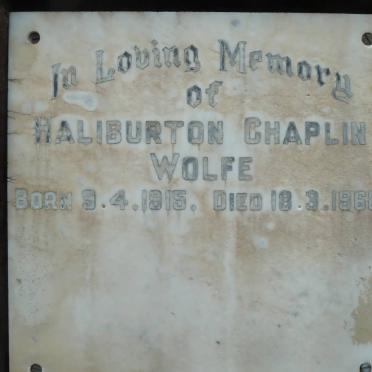 In Loving Memory
of
HALIBURTON CHAPLIN
WOLFE
BORN 9.4.1915. DIED 18.3.196